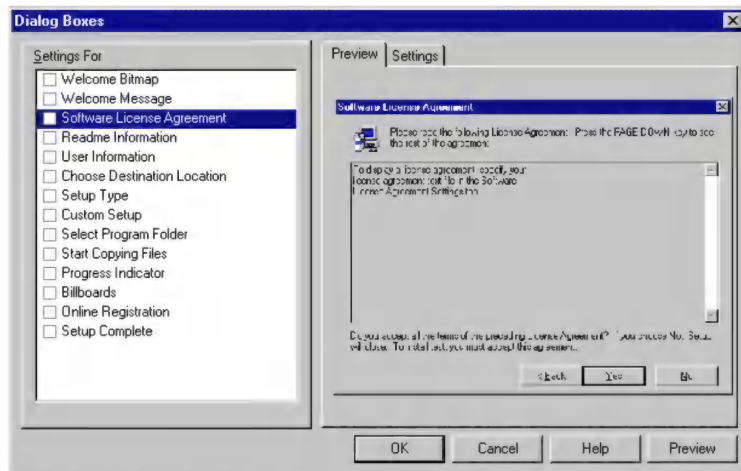 Dialog Boxes
Settings For
Welcome Bitmap
Welcome Message
Software License Agreement
Readme Information
User Information
Choose Destination Location
Setup Type
Custom Setup
Select Program Folder
Start Copying Files
Progress Indicator
Billboards
Online Registration
Setup Complete
Preview Settings
Software License Agreement
Please read the following License Agreement. Press the PAGE DOWN key to see
the rest of the agreement.
To display a license agreement, specify your
license agreement text file in the Software
License Agreement Settings tab.
Do you accept all the terms of the preceding License Agreement? If you choose No, Setup
will close. To install test, you must accept this agreement.
< Back Yes No
OK Cancel Help Preview